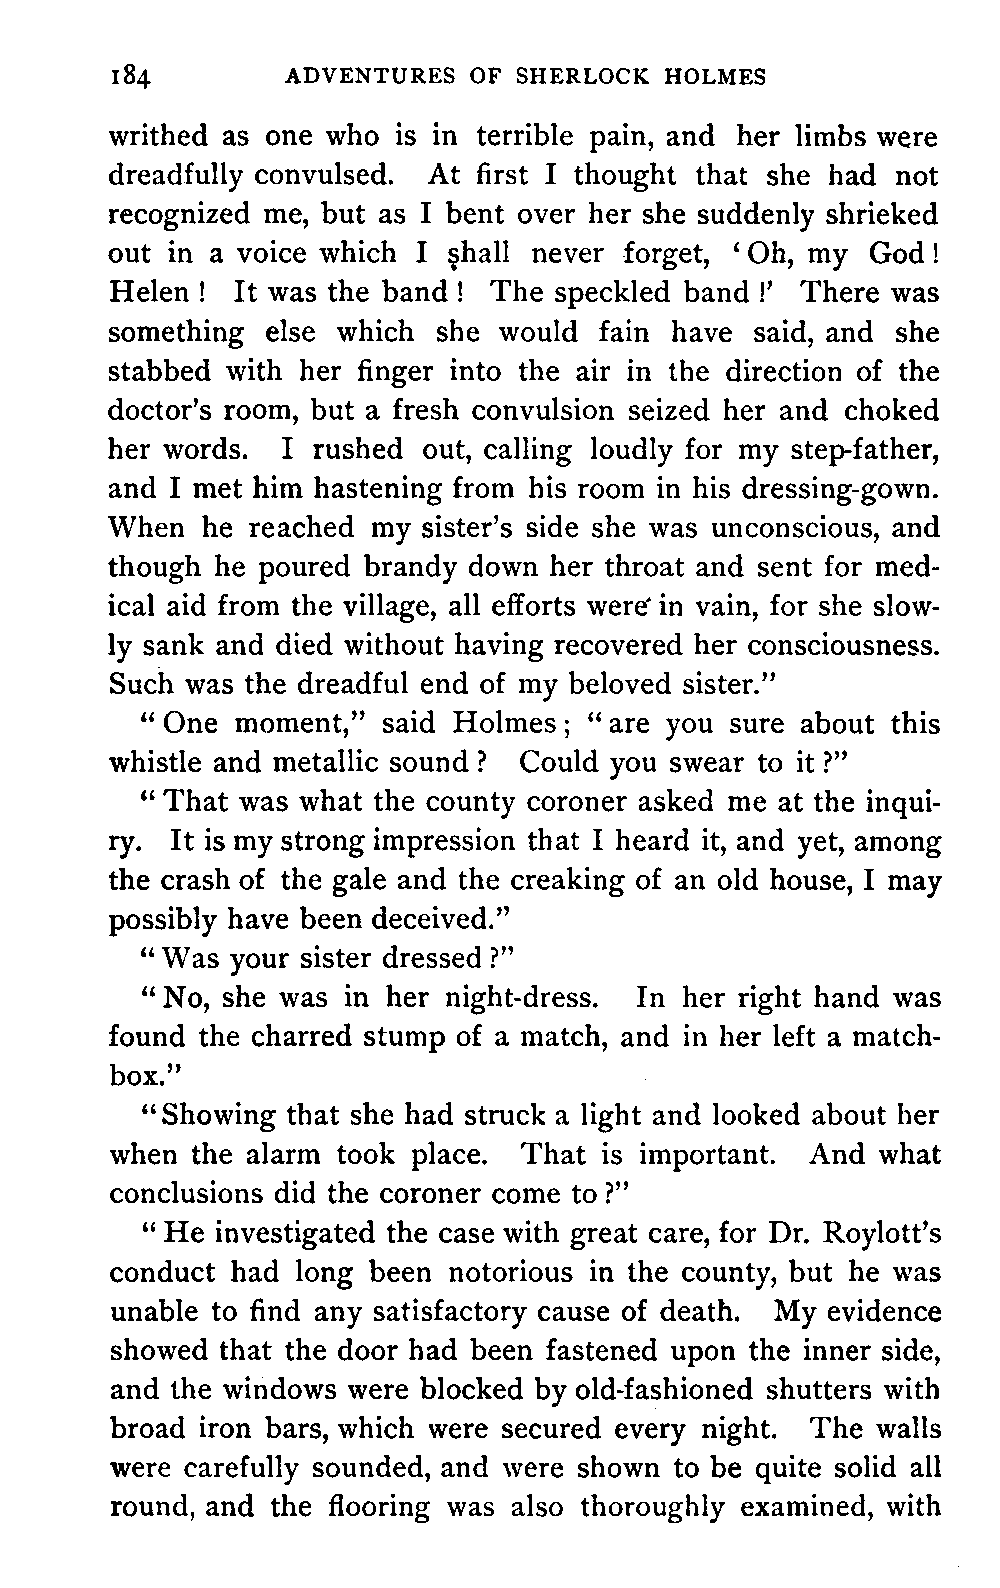 184 ADVENTURES OF SHERLOCK HOLMES
writhed as one who is in terrible pain, and her limbs were
dreadfully convulsed. At first I thought that she had not
recognized me, but as I bent over her she suddenly shrieked
out in a voice which I shall never forget, ‘Oh, my God!
Helen! It was the band! The speckled band!’ There was
something else which she would fain have said, and she
stabbed with her finger into the air in the direction of the
doctor’s room, but a fresh convulsion seized her and choked
her words. I rushed out, calling loudly for my step-father,
and I met him hastening from his room in his dressing-gown.
When he reached my sister’s side she was unconscious, and
though he poured brandy down her throat and sent for med-
ical aid from the village, all efforts were in vain, for she slow-
ly sank and died without having recovered her consciousness.
Such was the dreadful end of my beloved sister.”
“One moment,” said Holmes; “are you sure about this
whistle and metallic sound? Could you swear to it?”
“That was what the county coroner asked me at the inqui-
ry. It is my strong impression that I heard it, and yet, among
the crash of the gale and the creaking of an old house, I may
possibly have been deceived.”
“Was your sister dressed?”
“No, she was in her night-dress. In her right hand was
found the charred stump of a match, and in her left a match-
box.”
“Showing that she had struck a light and looked about her
when the alarm took place. That is important. And what
conclusions did the coroner come to?”
“He investigated the case with great care, for Dr. Roylott’s
conduct had long been notorious in the county, but he was
unable to find any satisfactory cause of death. My evidence
showed that the door had been fastened upon the inner side,
and the windows were blocked by old-fashioned shutters with
broad iron bars, which were secured every night. The walls
were carefully sounded, and were shown to be quite solid all
round, and the flooring was also thoroughly examined, with